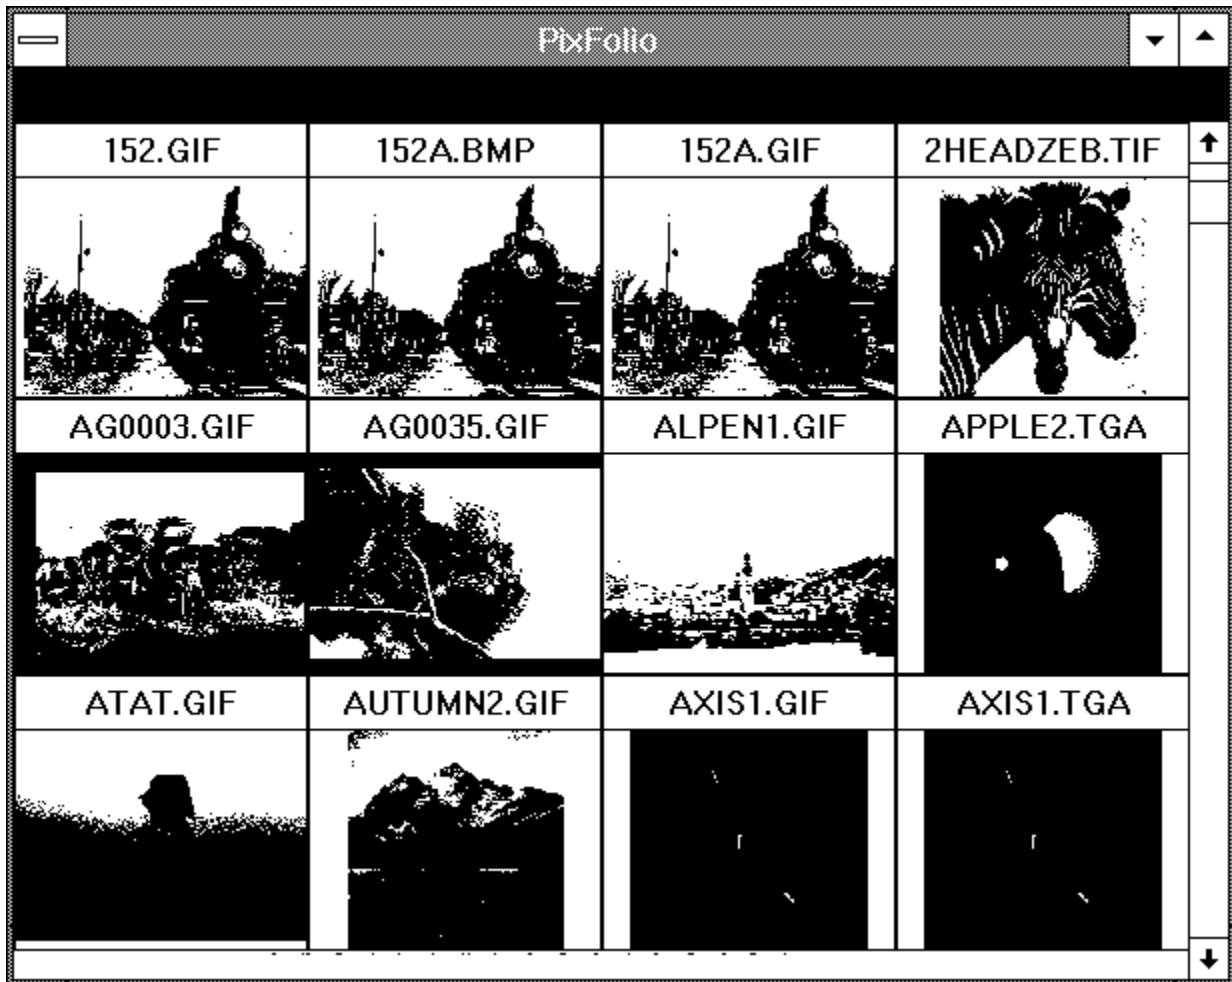 PixFolio
152.GIF 152A.BMP 152A.GIF 2HEADZEB.TIF
AG0003.GIF AG0035.GIF ALPEN1.GIF APPLE2.TGA
ATAT.GIF AUTUMN2.GIF AXIS1.GIF AXIS1.TGA